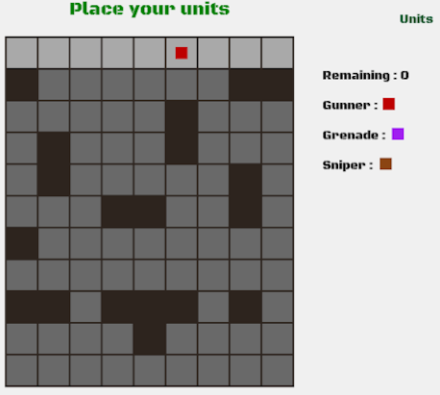 Place your units
Units
Remaining : 0
Gunner :
Grenade :
Sniper :